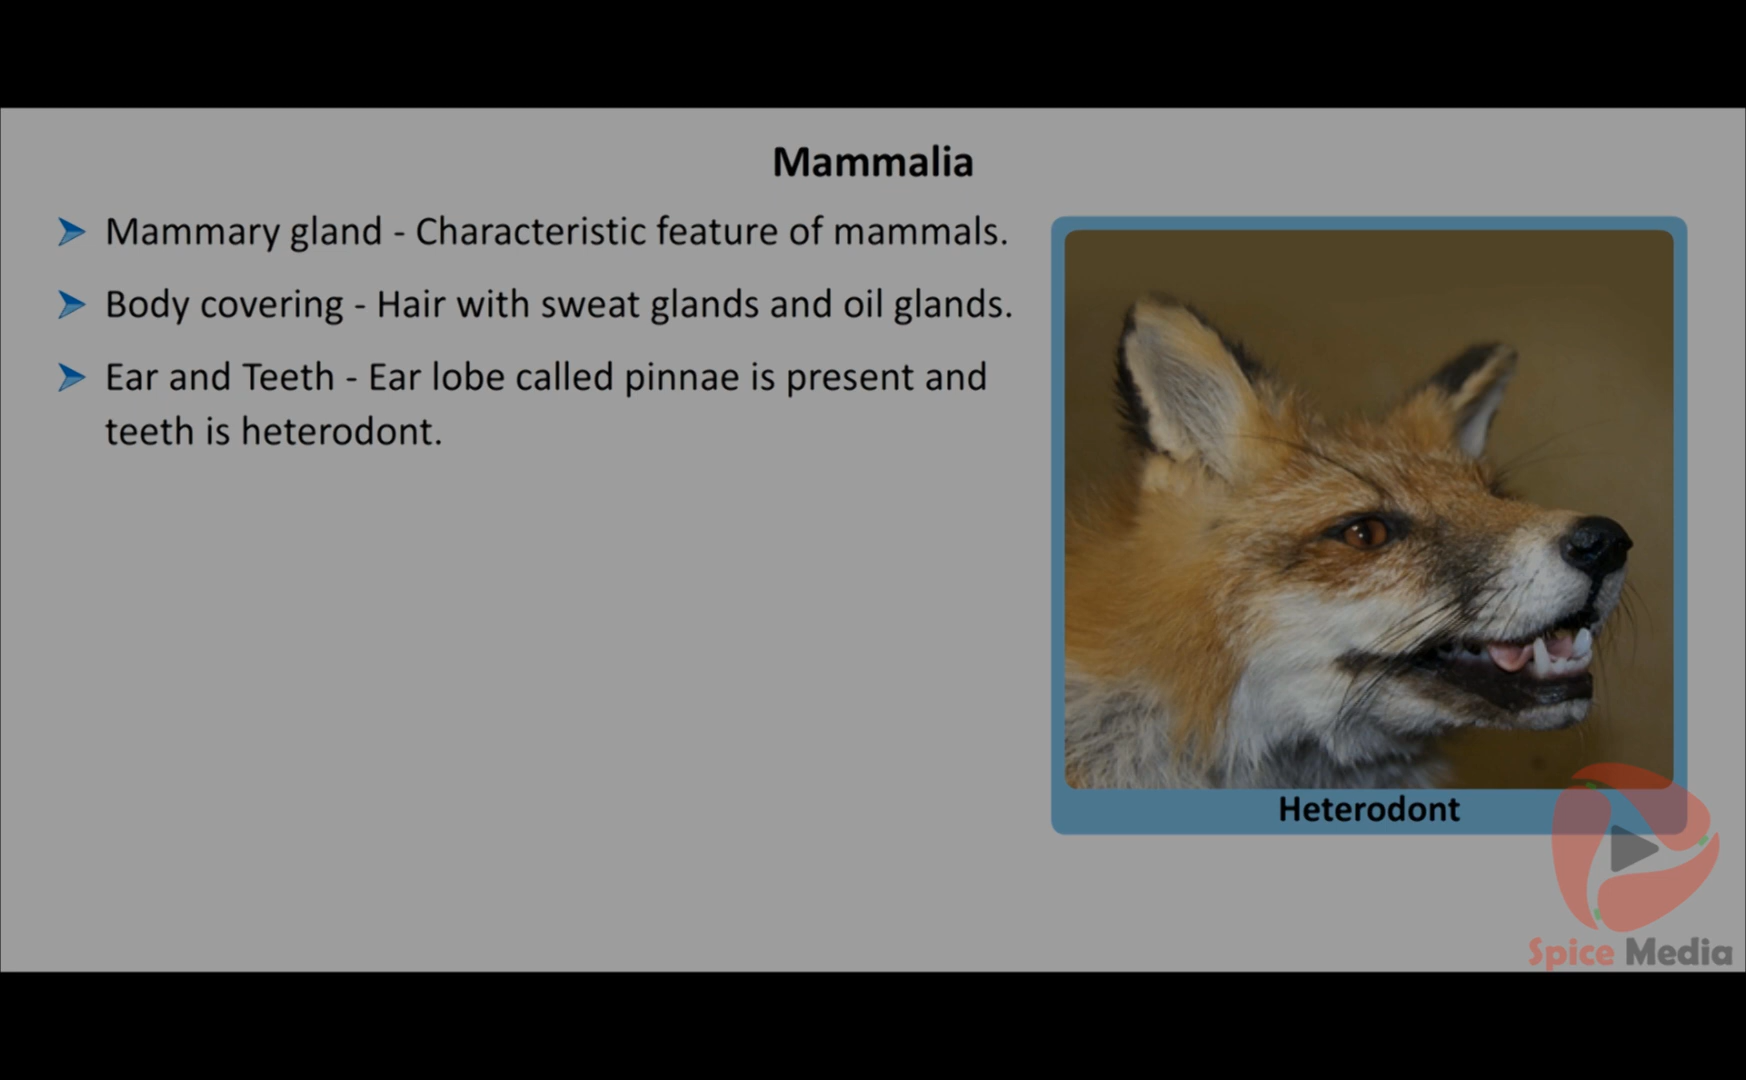 Mammalia
Mammary gland - Characteristic feature of mammals.
Body covering - Hair with sweat glands and oil glands.
Ear and Teeth - Ear lobe called pinnae is present and
teeth is heterodont.
Heterodont
Spice Media